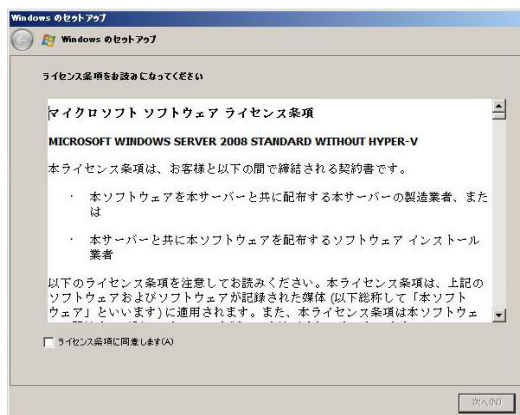 Windows のセットアップ
Windows のセットアップ
ライセンス条項をお読みになってください
マイクロソフト ソフトウェア ライセンス条項
MICROSOFT WINDOWS SERVER 2008 STANDARD WITHOUT HYPER-V
本ライセンス条項は、お客様と以下の間で締結される契約書です。
・ 本ソフトウェアを本サーバーと共に配布する本サーバーの製造業者、また
は
・ 本サーバーと共に本ソフトウェアを配布するソフトウェア インストール
業者
以下のライセンス条項を注意してお読みください。本ライセンス条項は、上記の
ソフトウェアおよびソフトウェアが記録された媒体 (以下総称して「本ソフト
ウェア」といいます) に適用されます。また、本ライセンス条項は本ソフトウェ
ライセンス条項に同意します(A)
次へ(N)